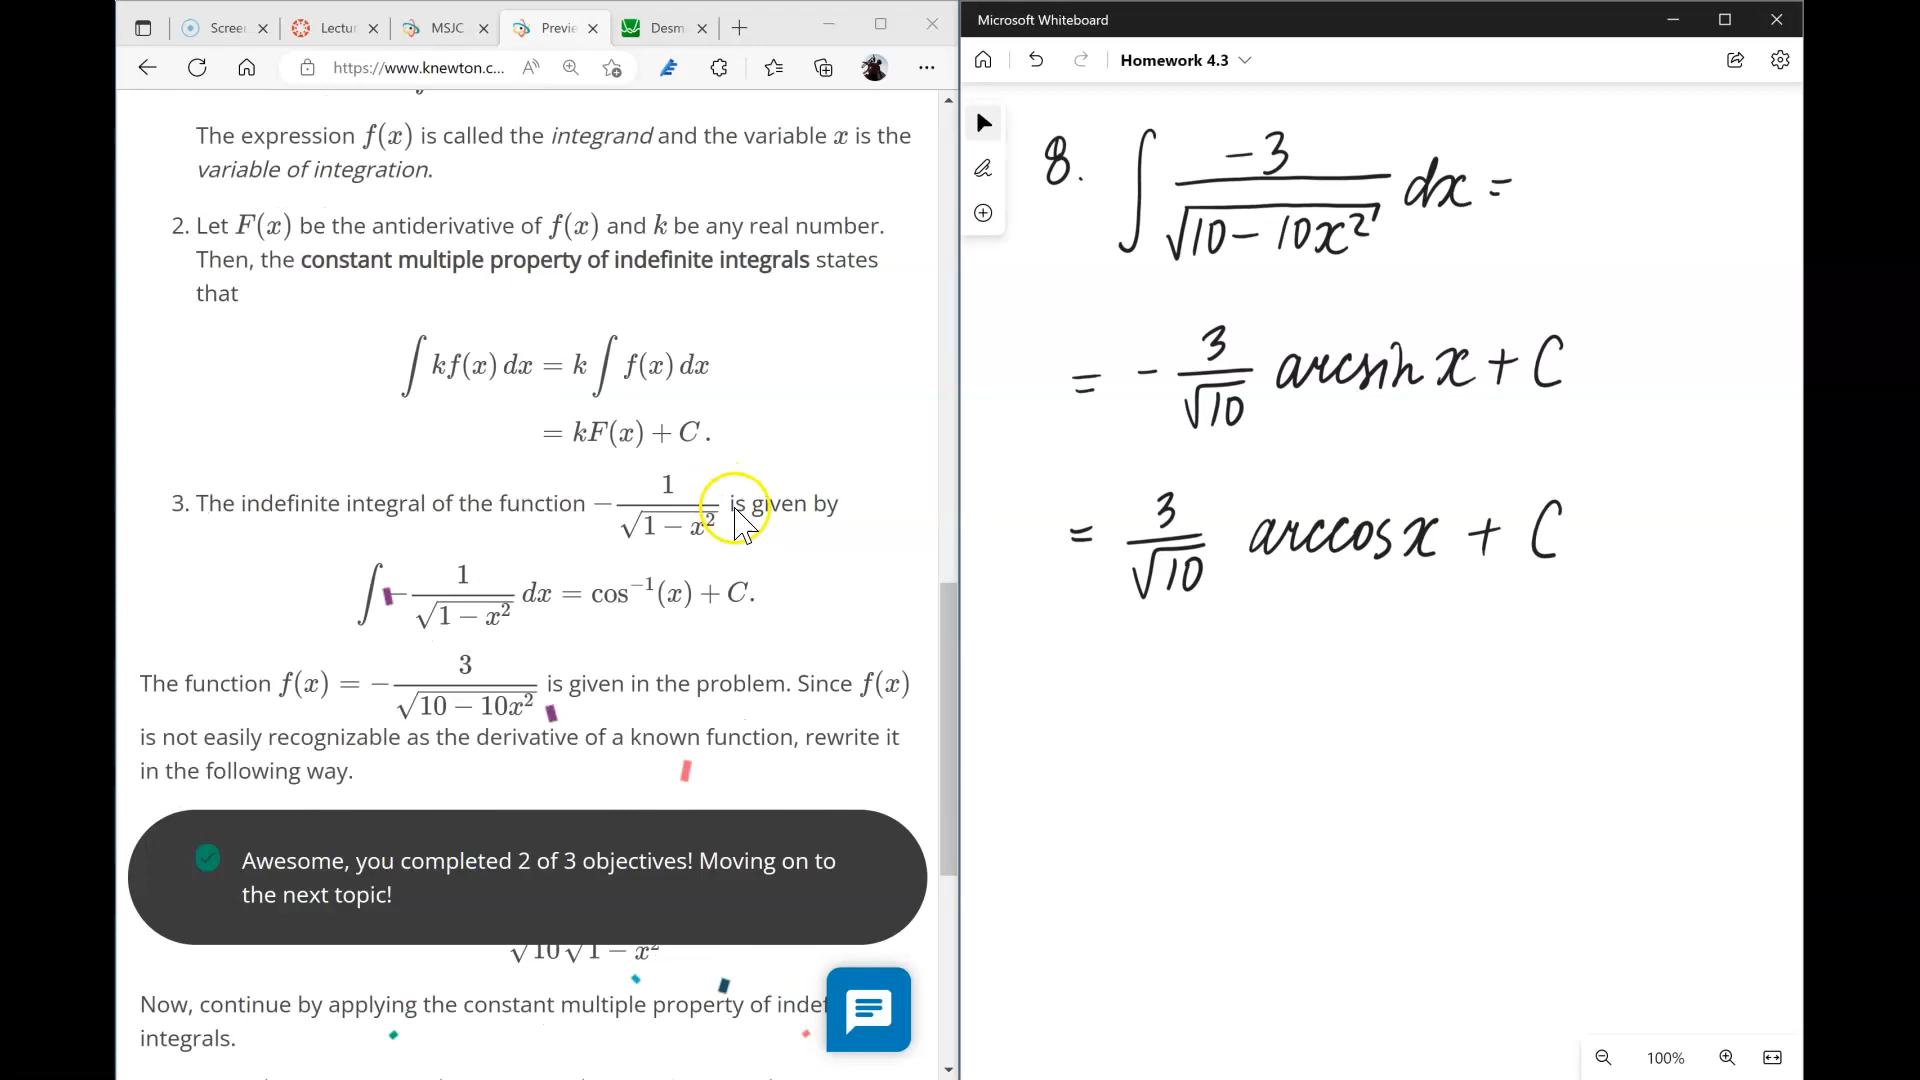 Screer
Lectur
MSJC
Previe
Desm
https://www.knewton.c...
The expression f(x) is called the integrand and the variable x is the
variable of integration.
2. Let F(x) be the antiderivative of f(x) and k be any real number.
Then, the constant multiple property of indefinite integrals states
that
∫ kf(x) dx = k ∫ f(x) dx
= kF(x) + C.
3. The indefinite integral of the function −1/√(1 − x²) is given by
∫ −1/√(1 − x²) dx = cos⁻¹(x) + C.
The function f(x) = −3/√(10 − 10x²) is given in the problem. Since f(x)
is not easily recognizable as the derivative of a known function, rewrite it
in the following way.
Awesome, you completed 2 of 3 objectives! Moving on to
the next topic!
√10√1 − x²
Now, continue by applying the constant multiple property of indef
integrals.
Microsoft Whiteboard
Homework 4.3
8. ∫ −3/√(10 − 10x²) dx =
= − 3/√10 arcsin x + C
= 3/√10 arccos x + C
100%